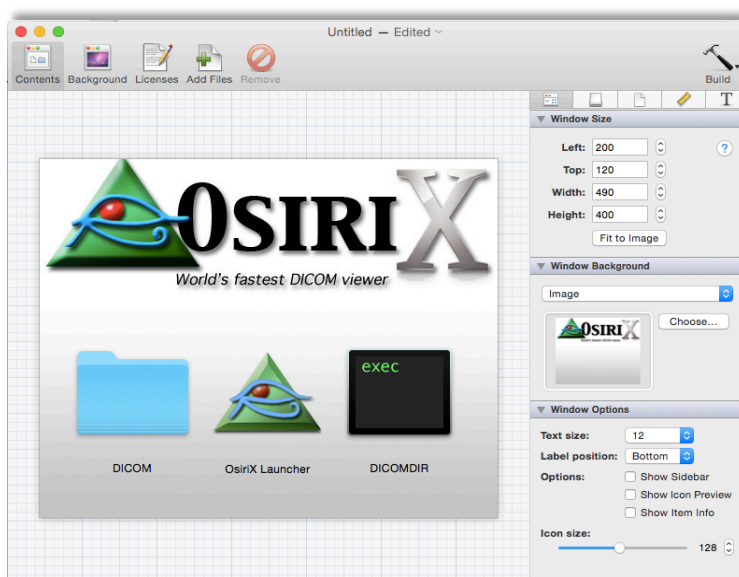 Untitled — Edited
Contents Background Licenses Add Files Remove Build
T
Window Size
Left: 200
?
Top: 120
Width: 490
Height: 400
Fit to Image
OSIRIX
World's fastest DICOM viewer
Window Background
Image
Choose...
OSIRIX
exec
DICOM
OsiriX Launcher
DICOMDIR
Window Options
Text size: 12
Label position: Bottom
Options: Show Sidebar
Show Icon Preview
Show Item Info
Icon size:
128